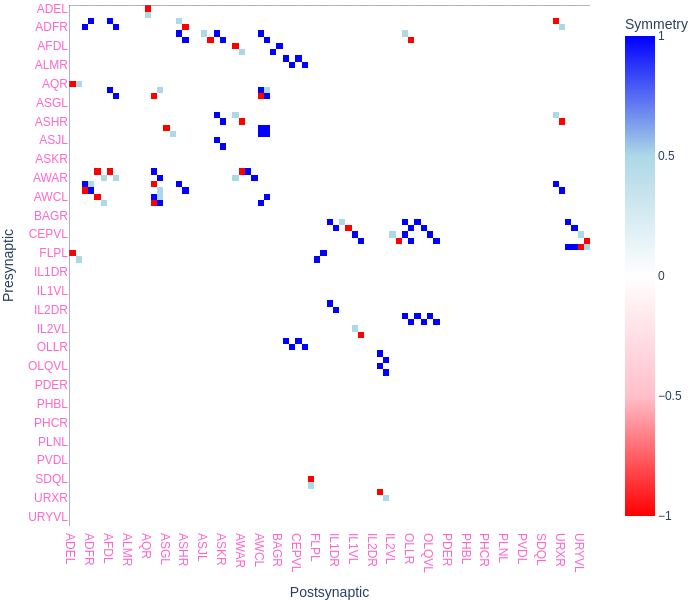 Symmetry
1
0.5
0
−0.5
−1
Presynaptic
ADEL
ADFR
AFDL
ALMR
AQR
ASGL
ASHR
ASJL
ASKR
AWAR
AWCL
BAGR
CEPVL
FLPL
IL1DR
IL1VL
IL2DR
IL2VL
OLLR
OLQVL
PDER
PHBL
PHCR
PLNL
PVDL
SDQL
URXR
URYVL
ADEL
ADFR
AFDL
ALMR
AQR
ASGL
ASHR
ASJL
ASKR
AWAR
AWCL
BAGR
CEPVL
FLPL
IL1DR
IL1VL
IL2DR
IL2VL
OLLR
OLQVL
PDER
PHBL
PHCR
PLNL
PVDL
SDQL
URXR
URYVL
Postsynaptic